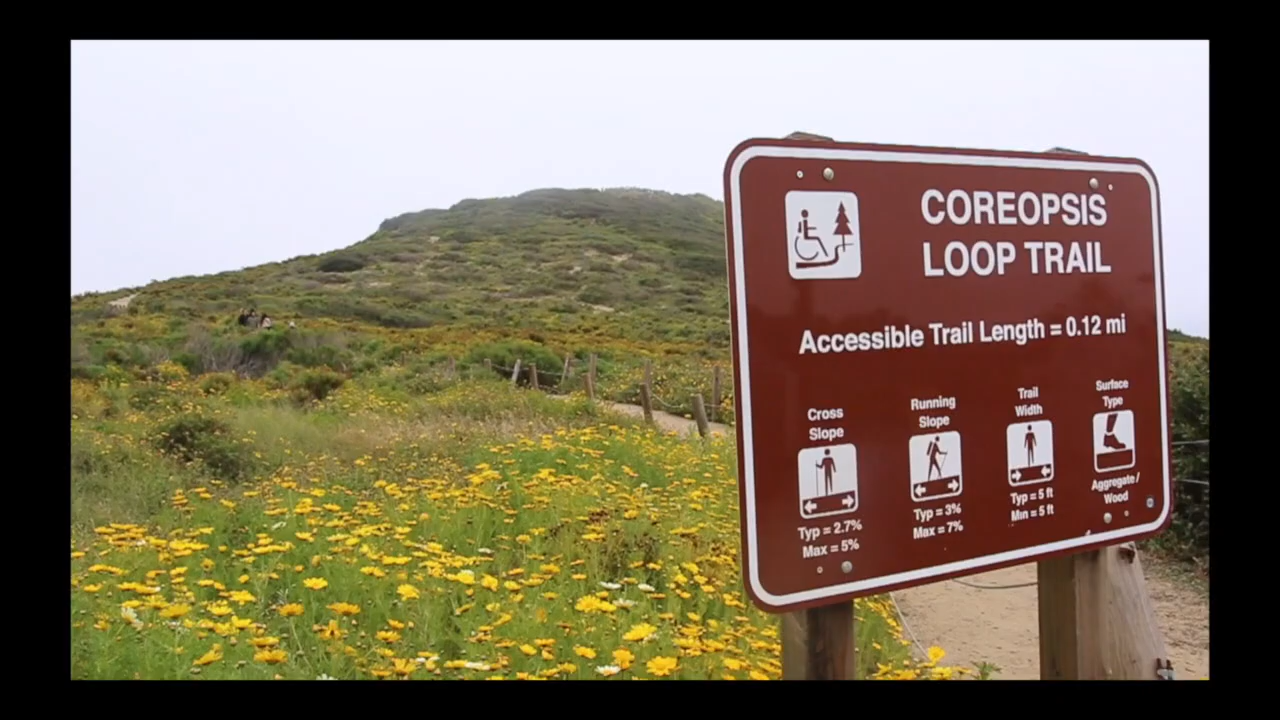 COREOPSIS
LOOP TRAIL
Accessible Trail Length = 0.12 mi
Cross
Slope
Typ = 2.7%
Max = 5%
Running
Slope
Typ = 3%
Max = 7%
Trail
Width
Typ = 5 ft
Min = 5 ft
Surface
Type
Aggregate/
Wood